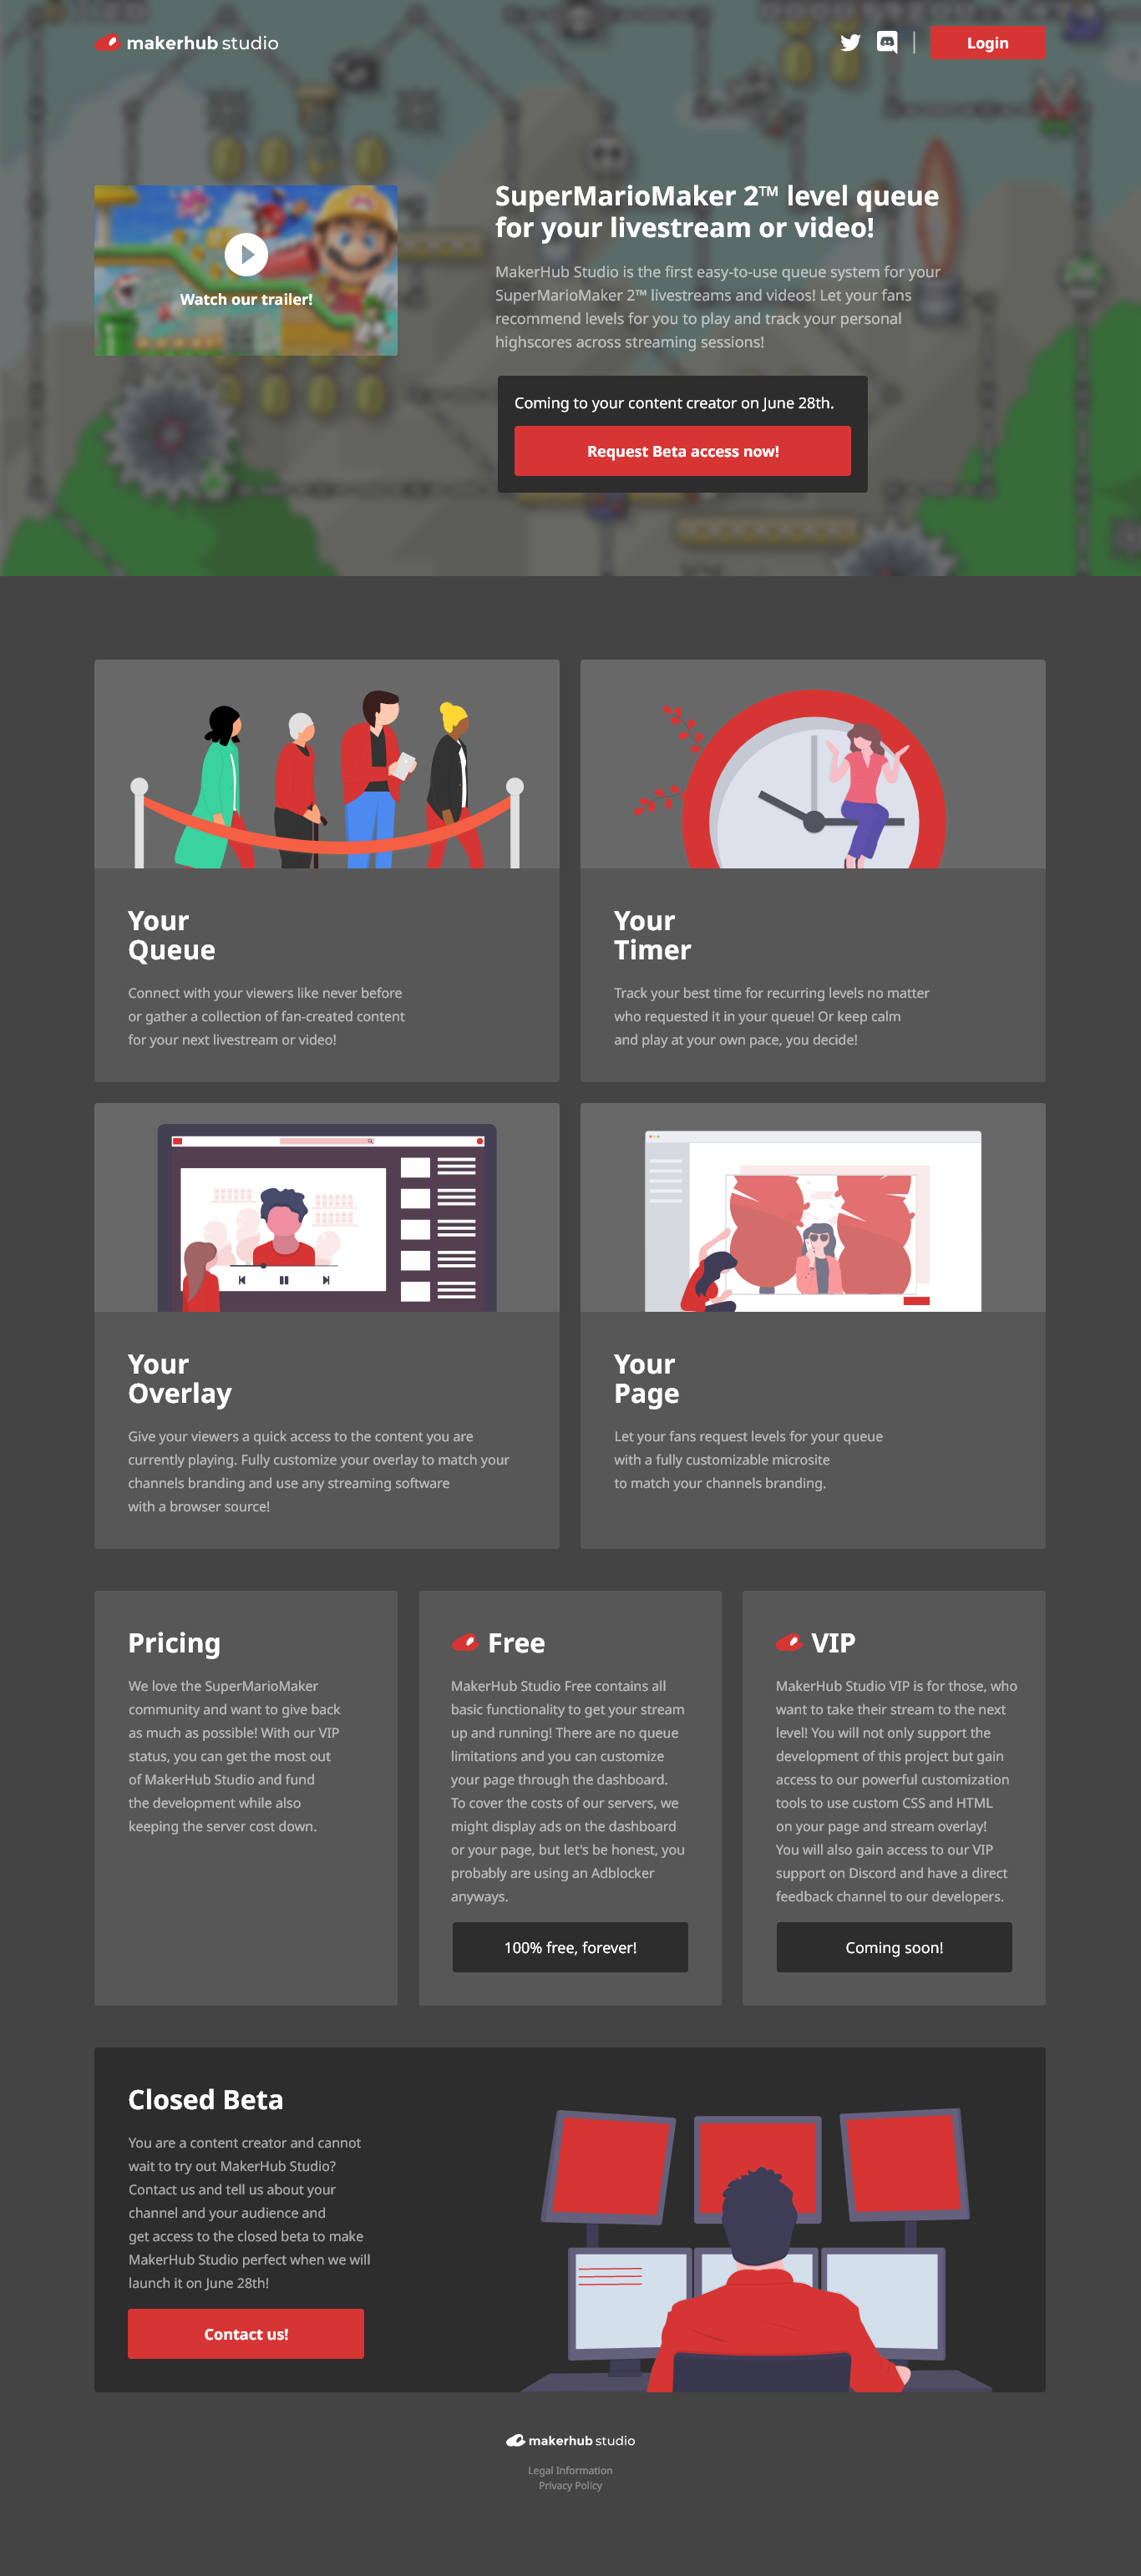 makerhub studio
Login
SuperMarioMaker 2™ level queue
for your livestream or video!
MakerHub Studio is the first easy-to-use queue system for your
SuperMarioMaker 2™ livestreams and videos! Let your fans
recommend levels for you to play and track your personal
highscores across streaming sessions!
Watch our trailer!
Coming to your content creator on June 28th.
Request Beta access now!
Your
Queue
Connect with your viewers like never before
or gather a collection of fan-created content
for your next livestream or video!
Your
Timer
Track your best time for recurring levels no matter
who requested it in your queue! Or keep calm
and play at your own pace, you decide!
Your
Overlay
Give your viewers a quick access to the content you are
currently playing. Fully customize your overlay to match your
channels branding and use any streaming software
with a browser source!
Your
Page
Let your fans request levels for your queue
with a fully customizable microsite
to match your channels branding.
Pricing
We love the SuperMarioMaker
community and want to give back
as much as possible! With our VIP
status, you can get the most out
of MakerHub Studio and fund
the development while also
keeping the server cost down.
Free
MakerHub Studio Free contains all
basic functionality to get your stream
up and running! There are no queue
limitations and you can customize
your page through the dashboard.
To cover the costs of our servers, we
might display ads on the dashboard
or your page, but let's be honest, you
probably are using an Adblocker
anyways.
100% free, forever!
VIP
MakerHub Studio VIP is for those, who
want to take their stream to the next
level! You will not only support the
development of this project but gain
access to our powerful customization
tools to use custom CSS and HTML
on your page and stream overlay!
You will also gain access to our VIP
support on Discord and have a direct
feedback channel to our developers.
Coming soon!
Closed Beta
You are a content creator and cannot
wait to try out MakerHub Studio?
Contact us and tell us about your
channel and your audience and
get access to the closed beta to make
MakerHub Studio perfect when we will
launch it on June 28th!
Contact us!
makerhub studio
Legal Information
Privacy Policy